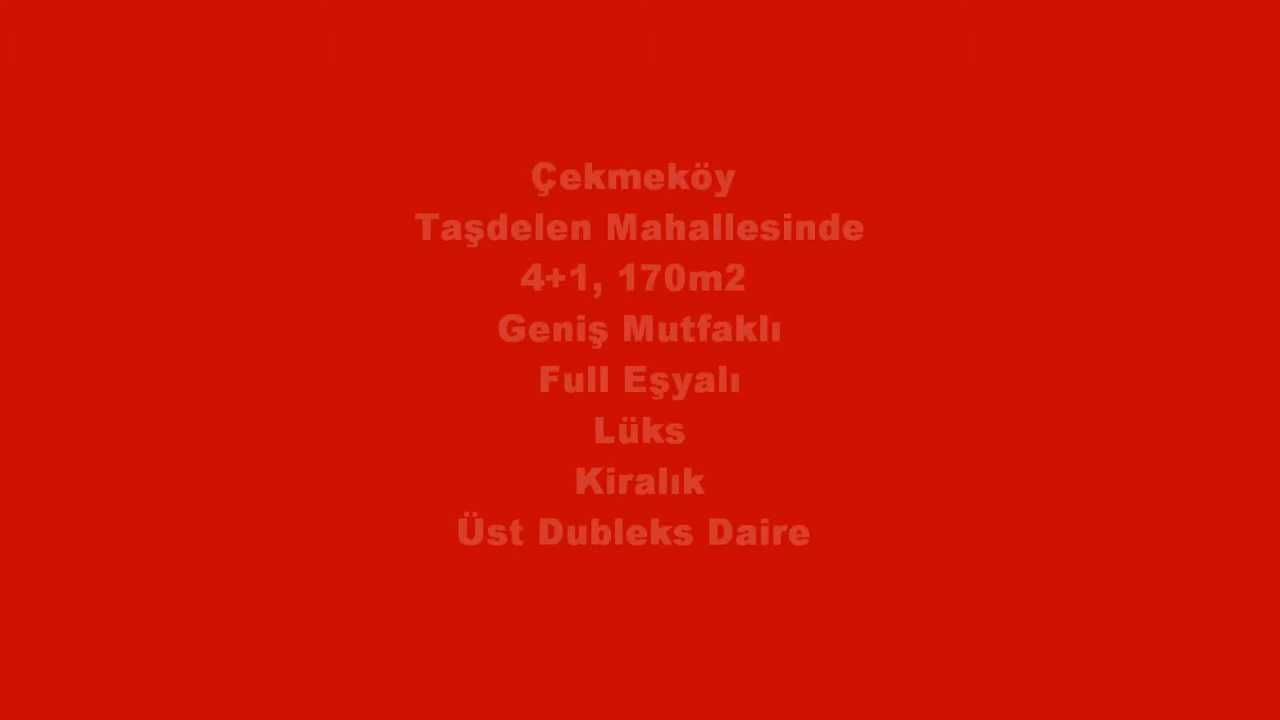 Çekmeköy
Taşdelen Mahallesinde
4+1, 170m2
Geniş Mutfaklı
Full Eşyalı
Lüks
Kiralık
Üst Dubleks Daire